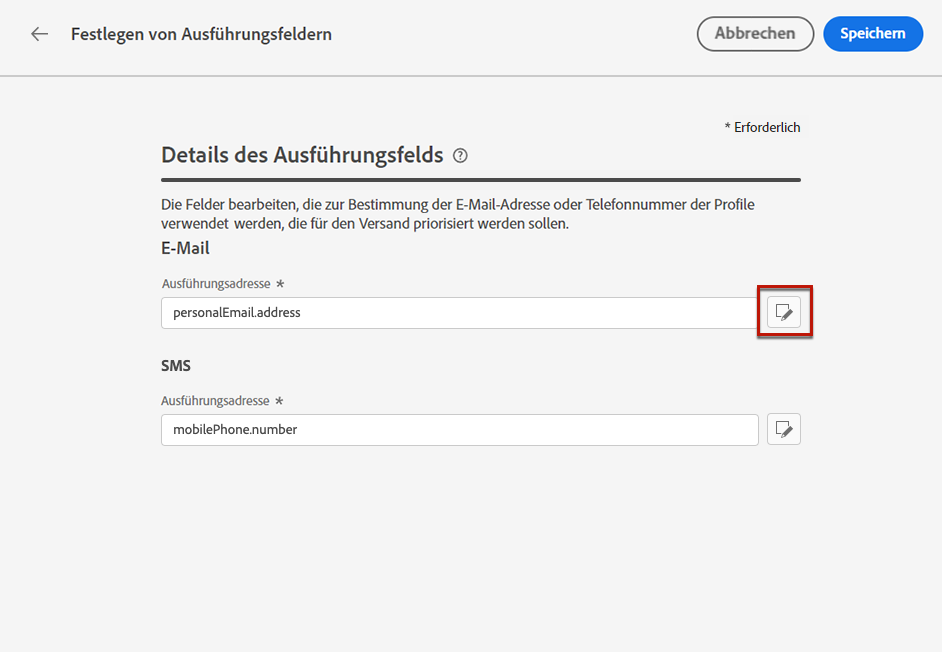 Festlegen von Ausführungsfeldern
Abbrechen
Speichern
* Erforderlich
Details des Ausführungsfelds
Die Felder bearbeiten, die zur Bestimmung der E-Mail-Adresse oder Telefonnummer der Profile
verwendet werden, die für den Versand priorisiert werden sollen.
E-Mail
Ausführungsadresse *
personalEmail.address
SMS
Ausführungsadresse *
mobilePhone.number